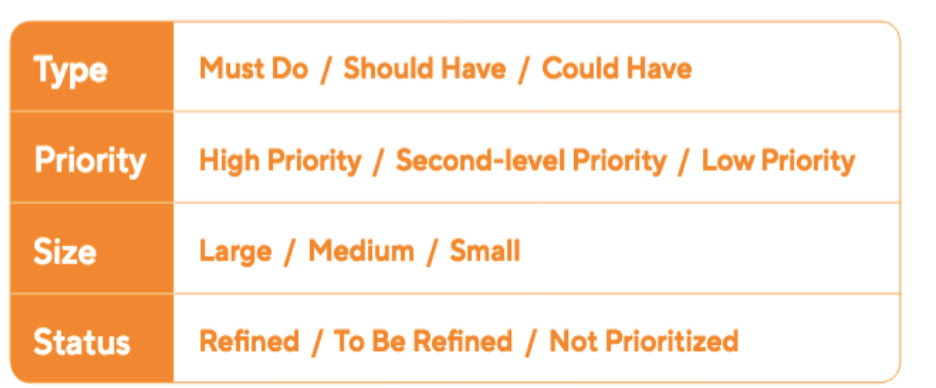 Type Must Do / Should Have / Could Have
Priority High Priority / Second-level Priority / Low Priority
Size Large / Medium / Small
Status Refined / To Be Refined / Not Prioritized